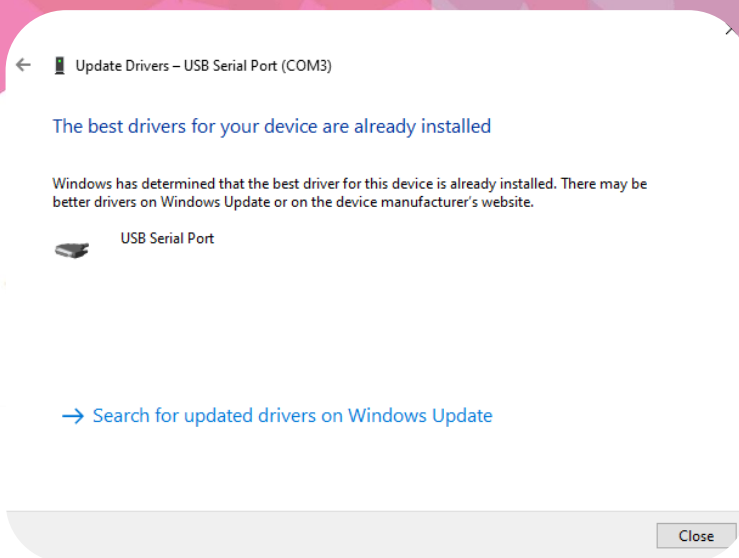 Update Drivers – USB Serial Port (COM3)
The best drivers for your device are already installed
Windows has determined that the best driver for this device is already installed. There may be
better drivers on Windows Update or on the device manufacturer's website.
USB Serial Port
Search for updated drivers on Windows Update
Close